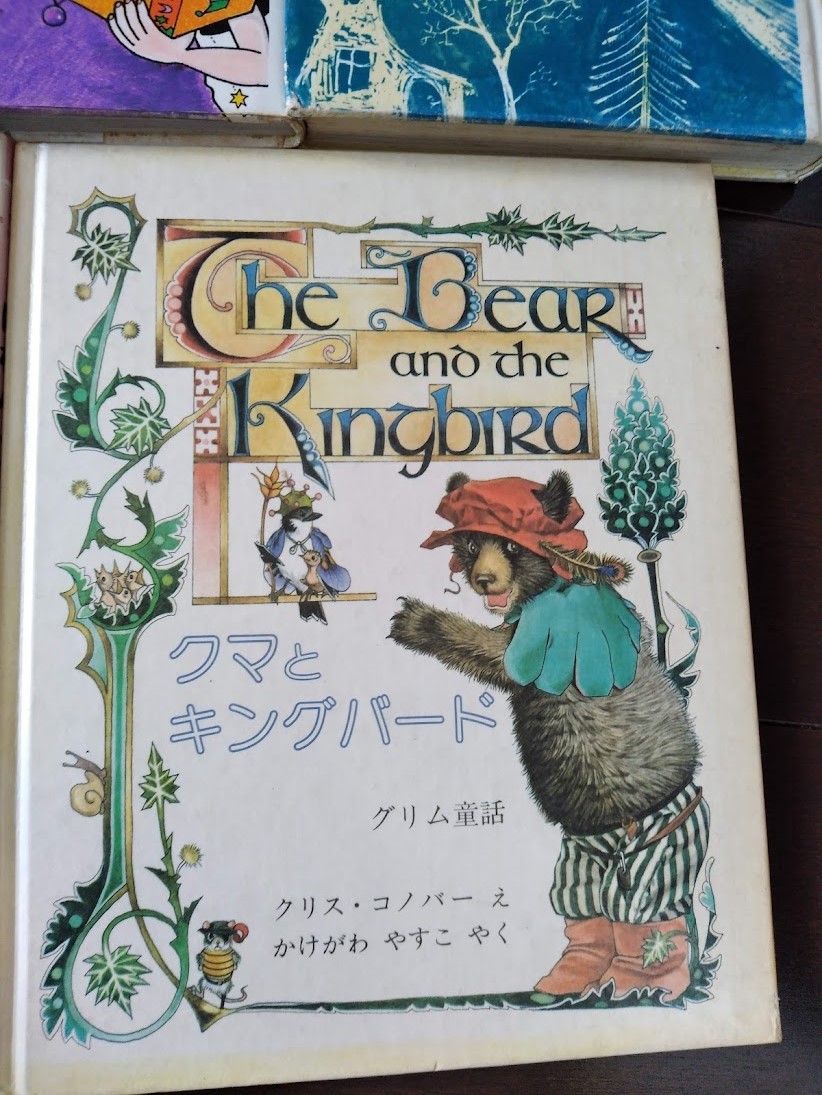 The Bear
and the
Kingbird
クマと
キングバード
グリム童話
クリス・コノバー え
かけがわ やすこ やく